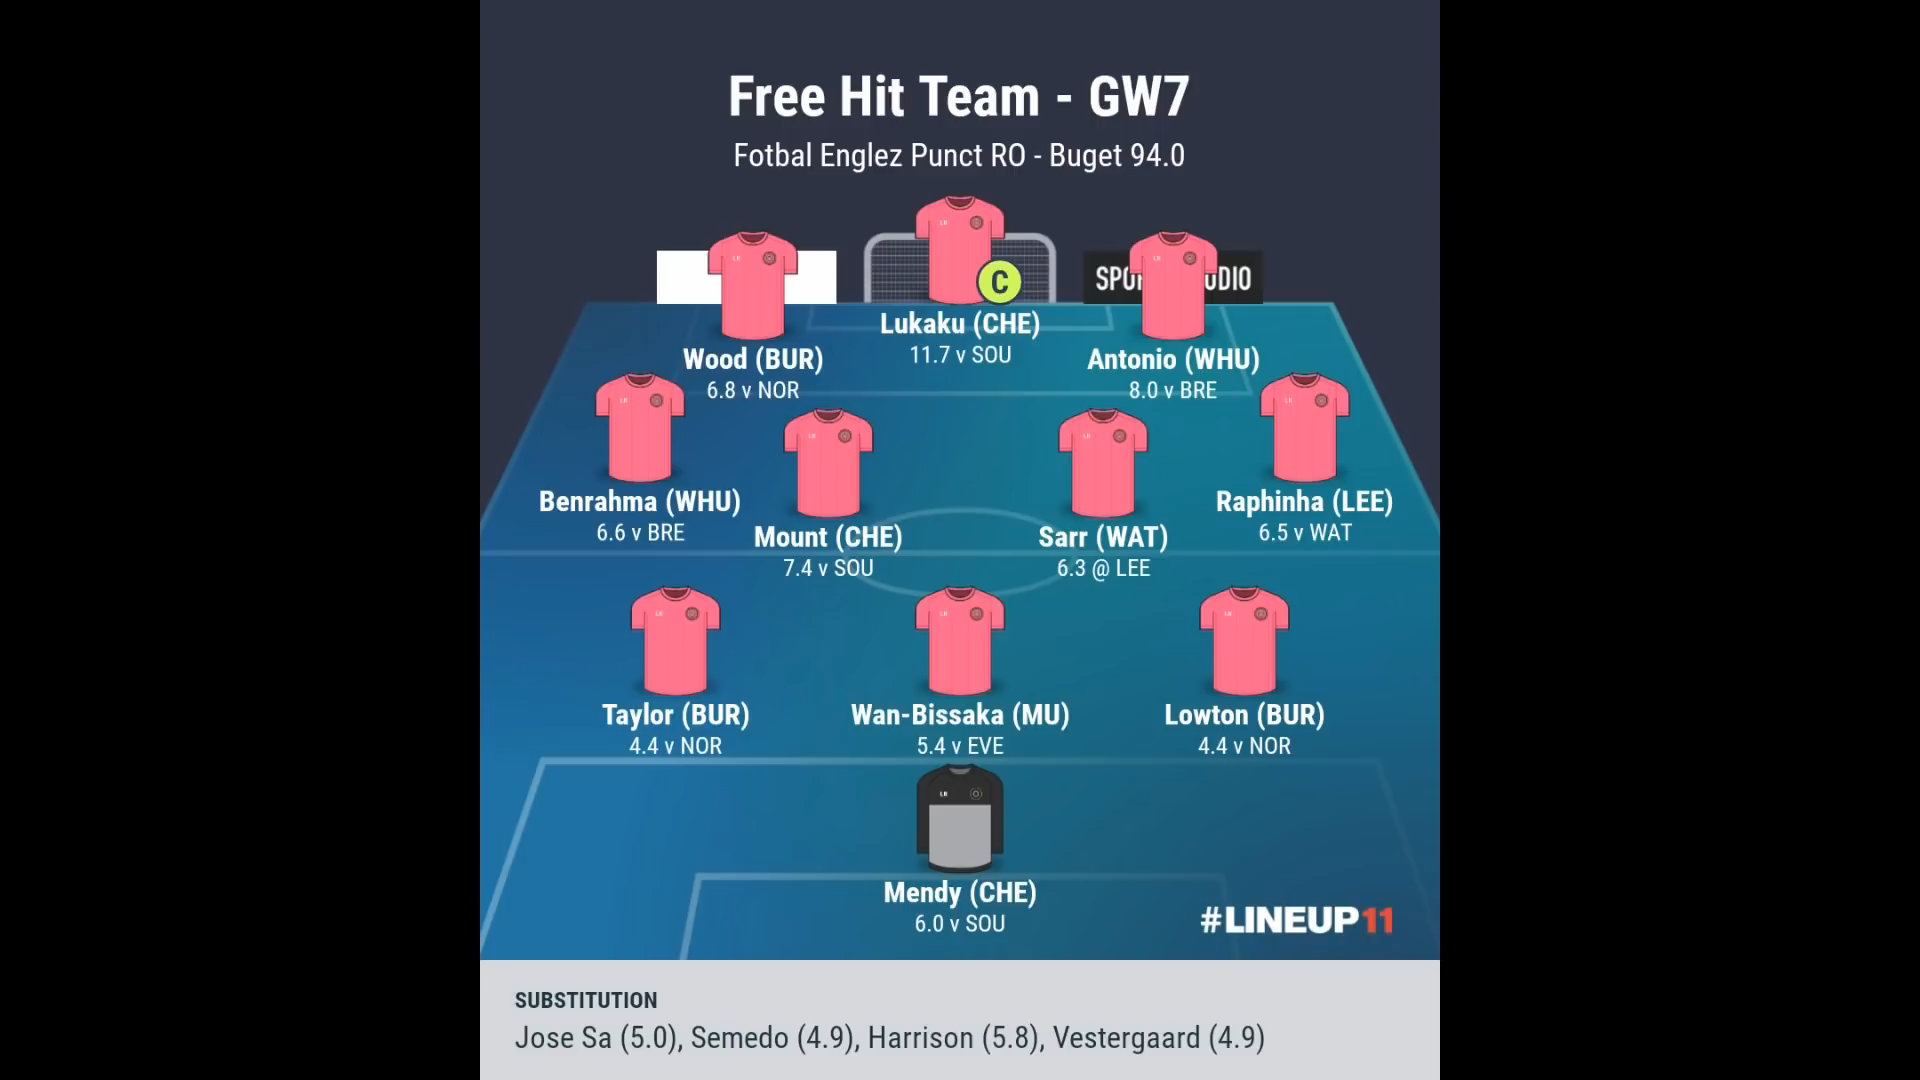 Free Hit Team - GW7
Fotbal Englez Punct RO - Buget 94.0
C
Lukaku (CHE)
11.7 v SOU
Wood (BUR)
6.8 v NOR
Antonio (WHU)
8.0 v BRE
Benrahma (WHU)
6.6 v BRE
Mount (CHE)
7.4 v SOU
Sarr (WAT)
6.3 @ LEE
Raphinha (LEE)
6.5 v WAT
Taylor (BUR)
4.4 v NOR
Wan-Bissaka (MU)
5.4 v EVE
Lowton (BUR)
4.4 v NOR
Mendy (CHE)
6.0 v SOU
#LINEUP11
SUBSTITUTION
Jose Sa (5.0), Semedo (4.9), Harrison (5.8), Vestergaard (4.9)